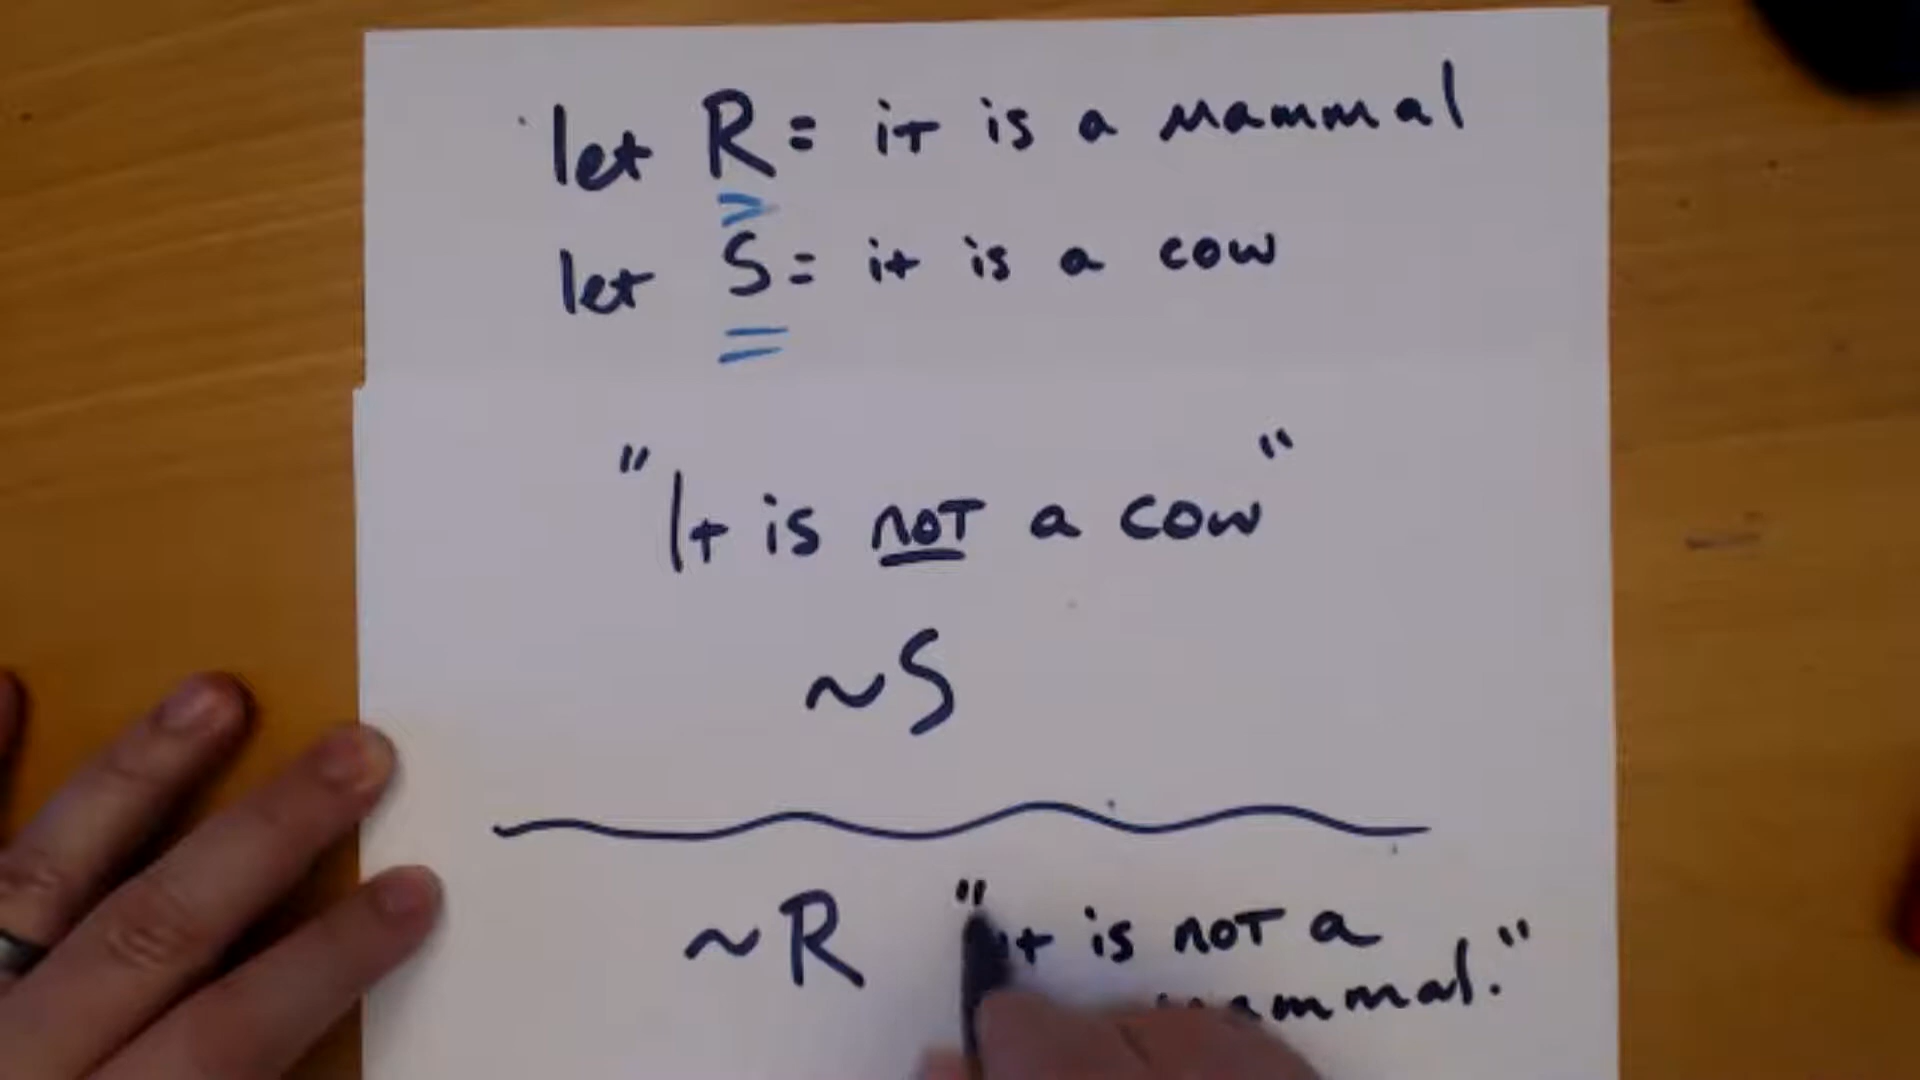 let R = it is a mammal
let S = it is a cow
"It is not a cow"
~S
~R "it is not a
mammal."